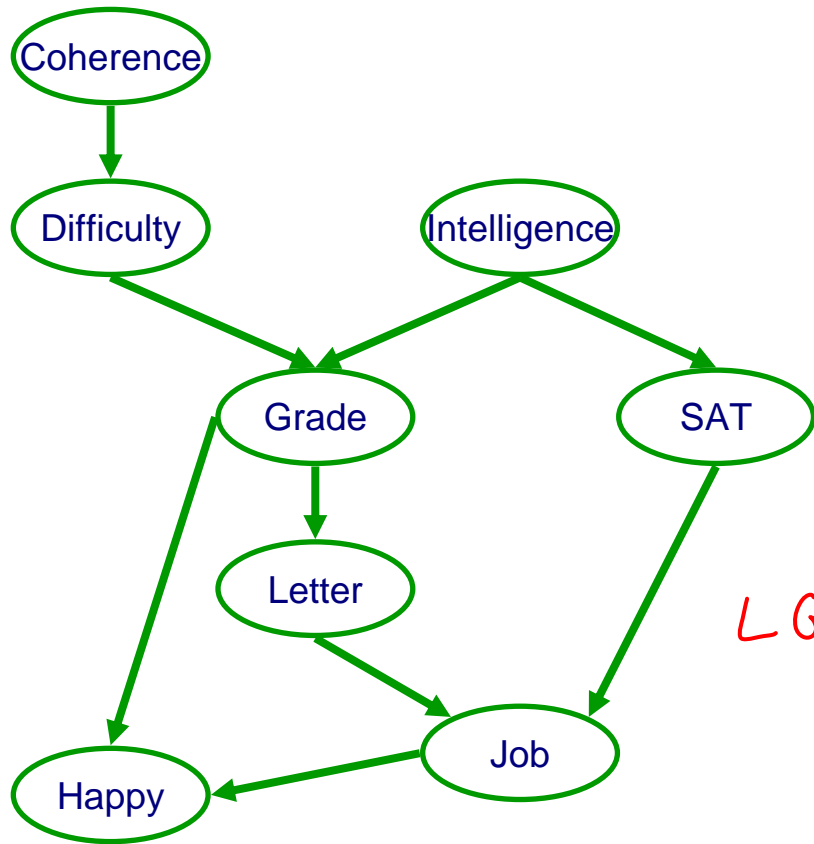 Coherence
Difficulty
Intelligence
Grade
SAT
Letter
L
Job
Happy